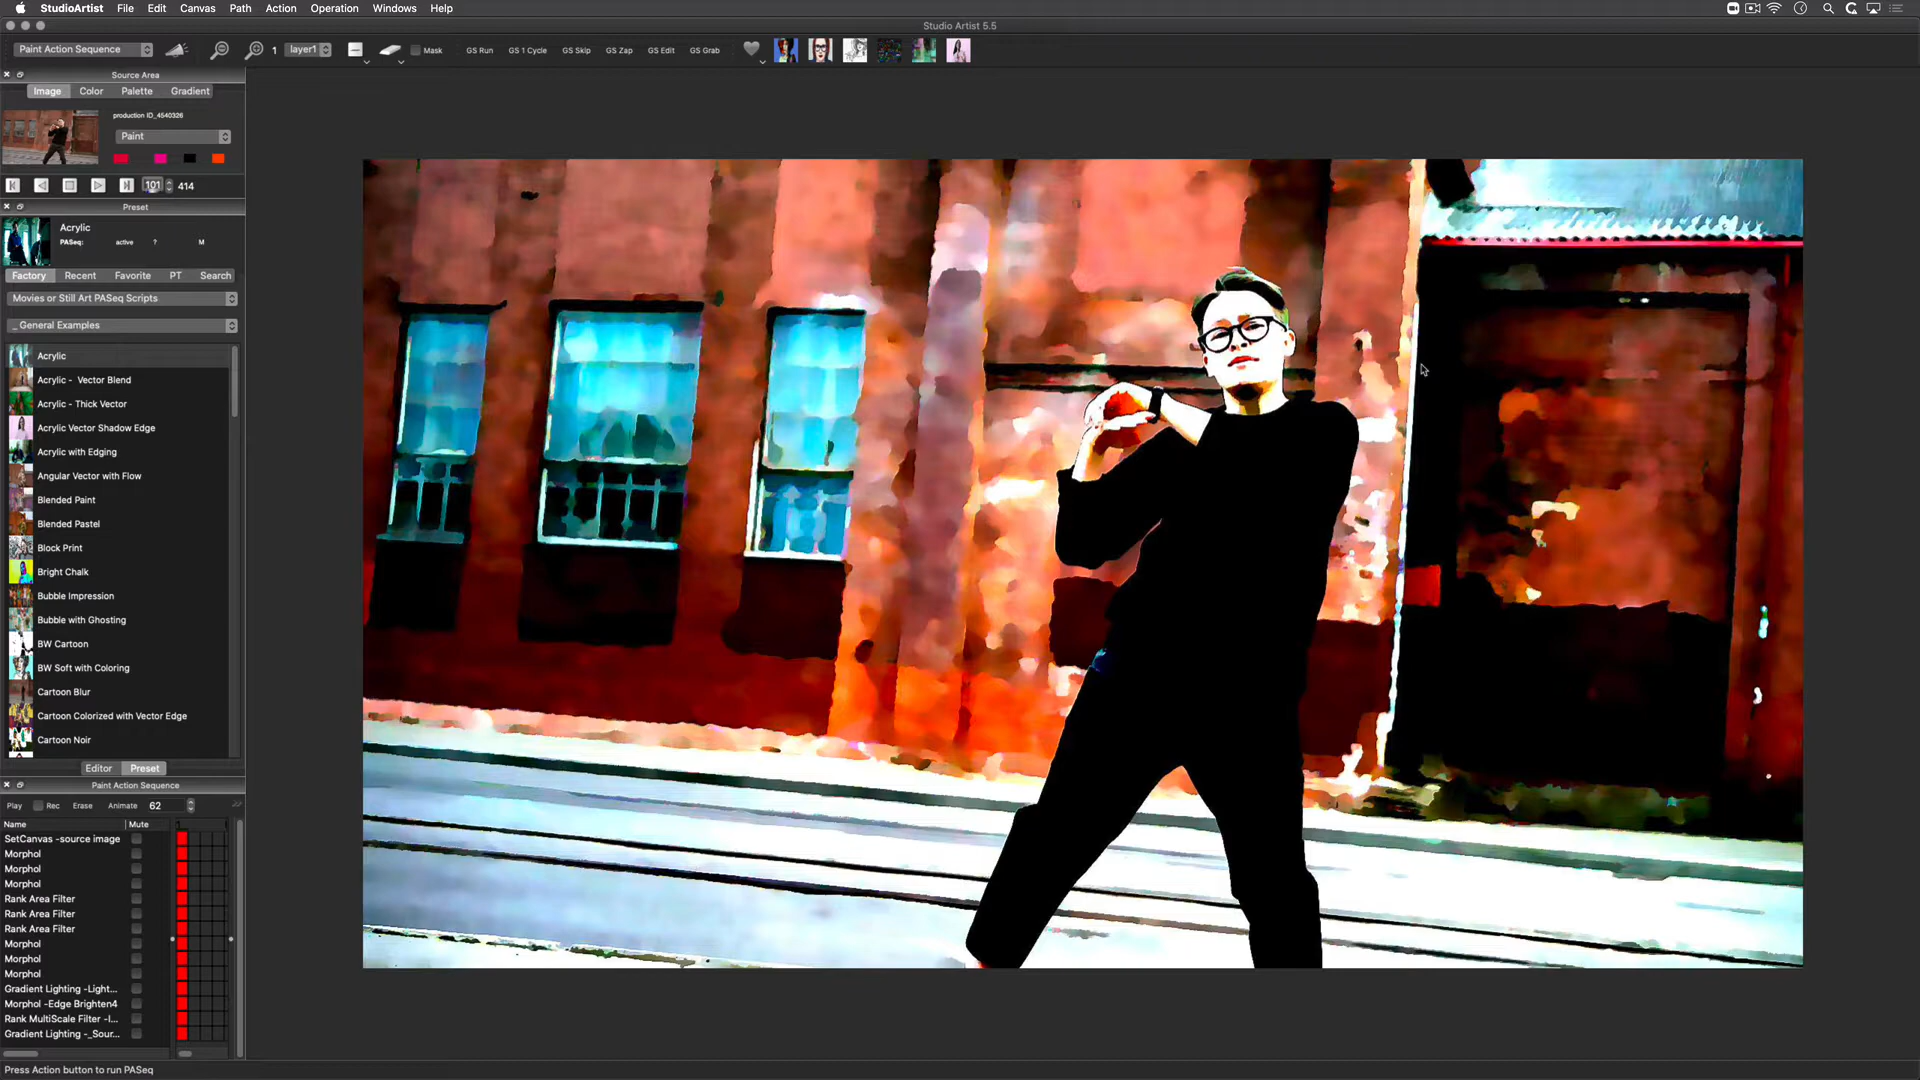 StudioArtist File Edit Canvas Path Action Operation Windows Help
Studio Artist 5.5
Paint Action Sequence 1 layer1 Mask GS Run GS 1 Cycle GS Skip GS Zap GS Edit GS Grab
Source Area
Image Color Palette Gradient
production ID_4540326
Paint
101 414
Preset
Acrylic
PASeq: active ? M
Factory Recent Favorite PT Search
Movies or Still Art PASeq Scripts
_ General Examples
Acrylic
Acrylic - Vector Blend
Acrylic - Thick Vector
Acrylic Vector Shadow Edge
Acrylic with Edging
Angular Vector with Flow
Blended Paint
Blended Pastel
Block Print
Bright Chalk
Bubble Impression
Bubble with Ghosting
BW Cartoon
BW Soft with Coloring
Cartoon Blur
Cartoon Colorized with Vector Edge
Cartoon Noir
Editor Preset
Paint Action Sequence
Play Rec Erase Animate 62
Name Mute 1
SetCanvas -source image
Morphol
Morphol
Morphol
Rank Area Filter
Rank Area Filter
Rank Area Filter
Morphol
Morphol
Morphol
Gradient Lighting -Light...
Morphol -Edge Brighten4
Rank MultiScale Filter -I...
Gradient Lighting -_Sour...
Press Action button to run PASeq